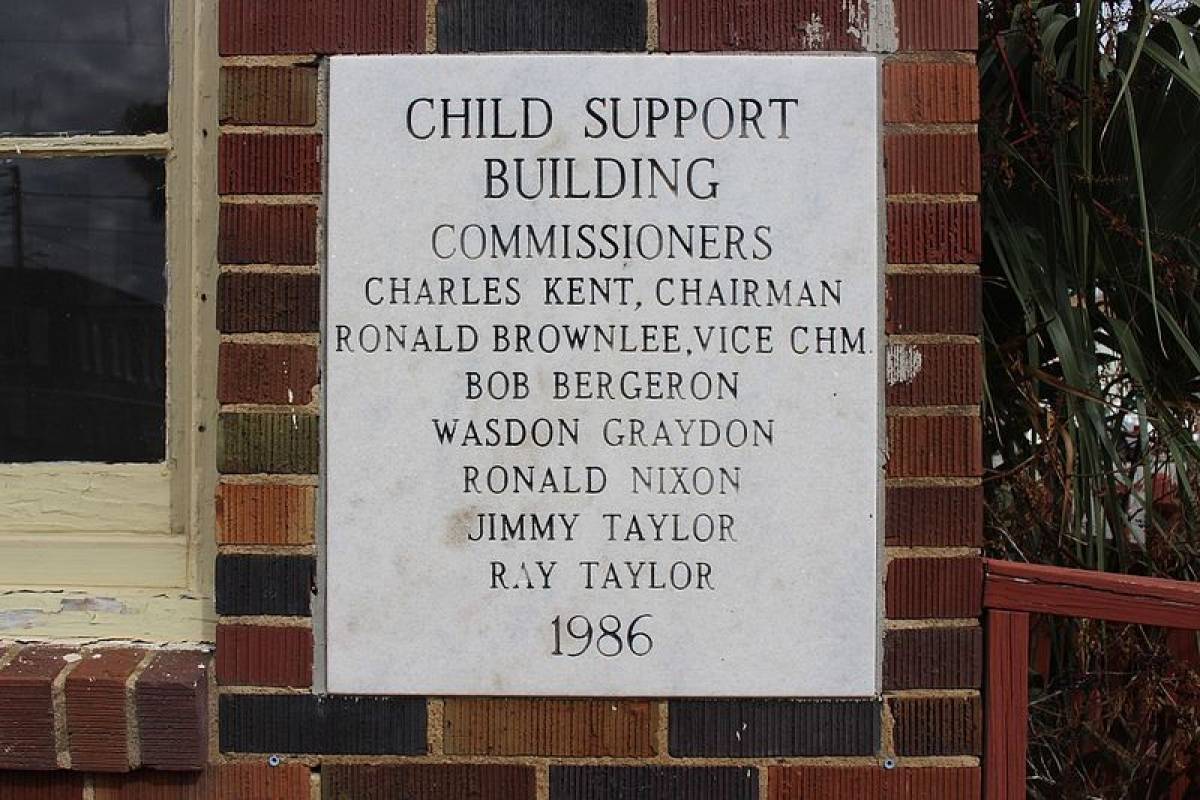 CHILD SUPPORT
BUILDING
COMMISSIONERS
CHARLES KENT, CHAIRMAN
RONALD BROWNLEE, VICE CHM.
BOB BERGERON
WASDON GRAYDON
RONALD NIXON
JIMMY TAYLOR
RAY TAYLOR
1986